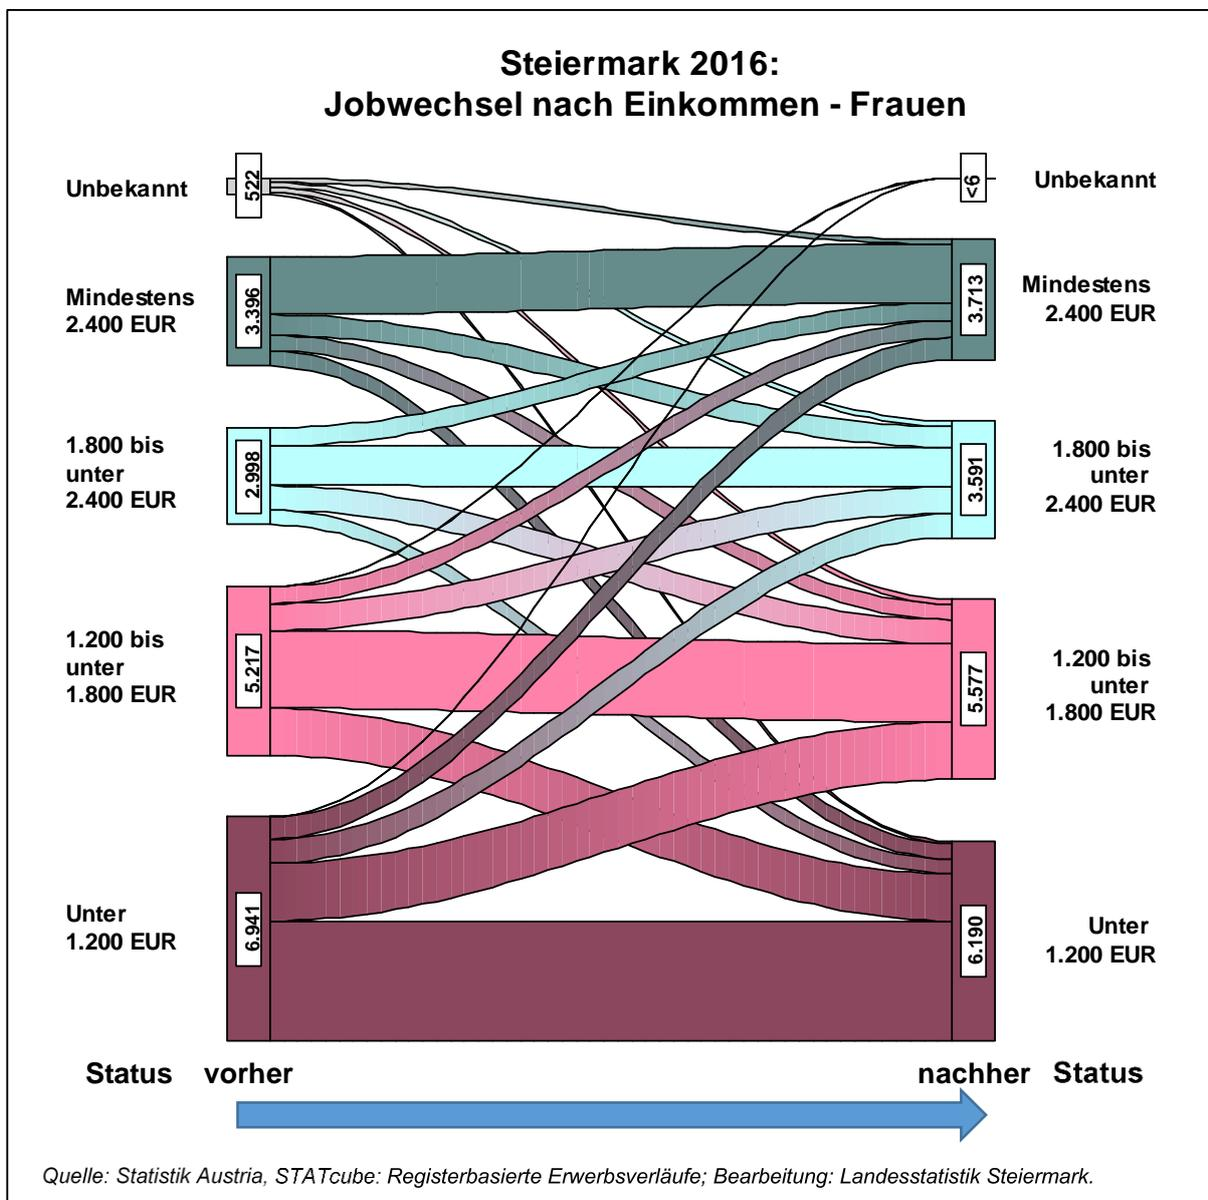 Steiermark 2016:
Jobwechsel nach Einkommen - Frauen
Unbekannt
522
Mindestens
2.400 EUR
3.396
1.800 bis
unter
2.400 EUR
2.998
1.200 bis
unter
1.800 EUR
5.217
Unter
1.200 EUR
6.941
<6
Unbekannt
3.713
Mindestens
2.400 EUR
3.591
1.800 bis
unter
2.400 EUR
5.577
1.200 bis
unter
1.800 EUR
6.190
Unter
1.200 EUR
Status vorher
nachher Status
Quelle: Statistik Austria, STATcube: Registerbasierte Erwerbsverläufe; Bearbeitung: Landesstatistik Steiermark.